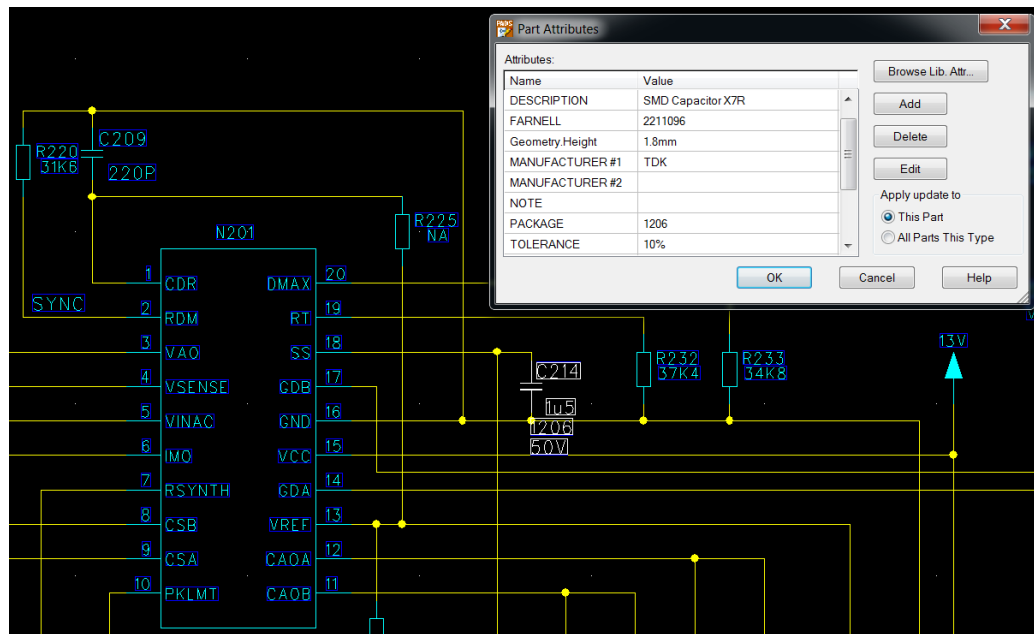 PADS
Part Attributes
Attributes:
Name Value
DESCRIPTION SMD Capacitor X7R
FARNELL 2211096
Geometry.Height 1.8mm
MANUFACTURER #1 TDK
MANUFACTURER #2
NOTE
PACKAGE 1206
TOLERANCE 10%
Browse Lib. Attr...
Add
Delete
Edit
Apply update to
This Part
All Parts This Type
OK Cancel Help
R220
31K6
C209
220P
R225
NA
N201
SYNC
1 CDR DMAX 20
2 RDM RT 19
3 VAO SS 18
4 VSENSE GDB 17
5 VINAC GND 16
6 IMO VCC 15
7 RSYNTH GDA 14
8 CSB VREF 13
9 CSA CAOA 12
10 PKLMT CAOB 11
C214
1u5
1206
50V
R232
37K4
R233
34K8
13V